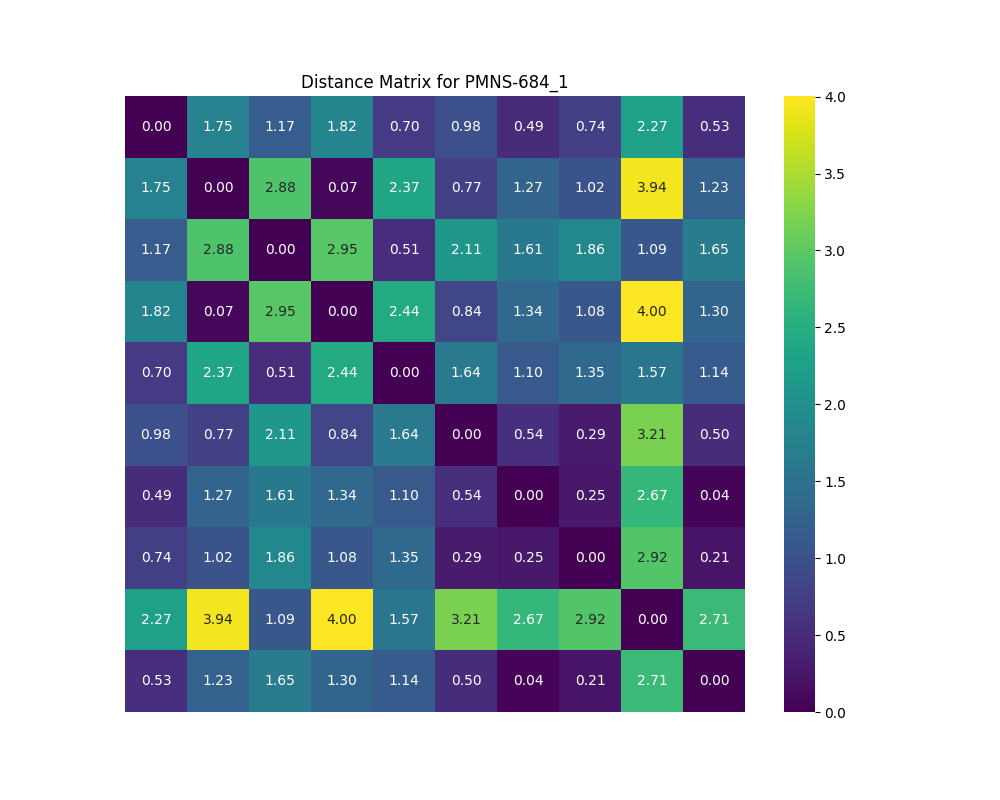 Distance Matrix for PMNS-684_1
0.00 1.75 1.17 1.82 0.70 0.98 0.49 0.74 2.27 0.53
1.75 0.00 2.88 0.07 2.37 0.77 1.27 1.02 3.94 1.23
1.17 2.88 0.00 2.95 0.51 2.11 1.61 1.86 1.09 1.65
1.82 0.07 2.95 0.00 2.44 0.84 1.34 1.08 4.00 1.30
0.70 2.37 0.51 2.44 0.00 1.64 1.10 1.35 1.57 1.14
0.98 0.77 2.11 0.84 1.64 0.00 0.54 0.29 3.21 0.50
0.49 1.27 1.61 1.34 1.10 0.54 0.00 0.25 2.67 0.04
0.74 1.02 1.86 1.08 1.35 0.29 0.25 0.00 2.92 0.21
2.27 3.94 1.09 4.00 1.57 3.21 2.67 2.92 0.00 2.71
0.53 1.23 1.65 1.30 1.14 0.50 0.04 0.21 2.71 0.00
4.0
3.5
3.0
2.5
2.0
1.5
1.0
0.5
0.0